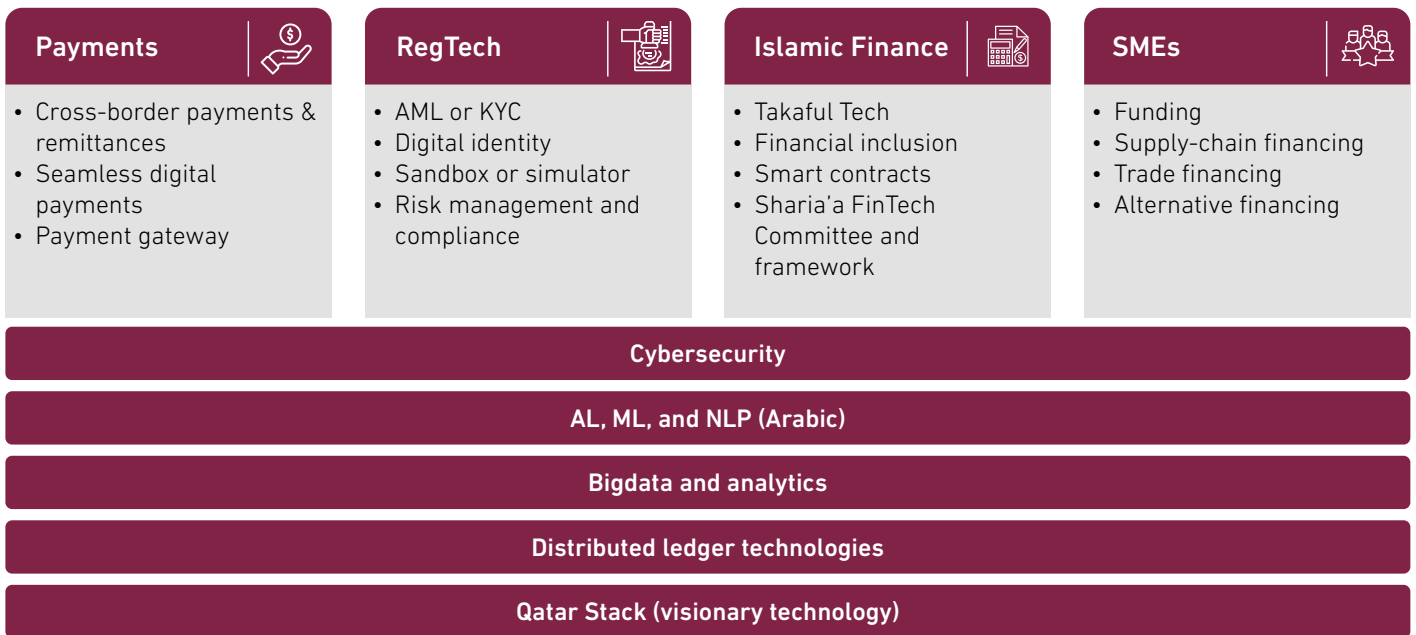 Payments
• Cross-border payments &
remittances
• Seamless digital
payments
• Payment gateway
RegTech
• AML or KYC
• Digital identity
• Sandbox or simulator
• Risk management and
compliance
Islamic Finance
• Takaful Tech
• Financial inclusion
• Smart contracts
• Sharia’a FinTech
Committee and
framework
SMEs
• Funding
• Supply-chain financing
• Trade financing
• Alternative financing
Cybersecurity
AL, ML, and NLP (Arabic)
Bigdata and analytics
Distributed ledger technologies
Qatar Stack (visionary technology)